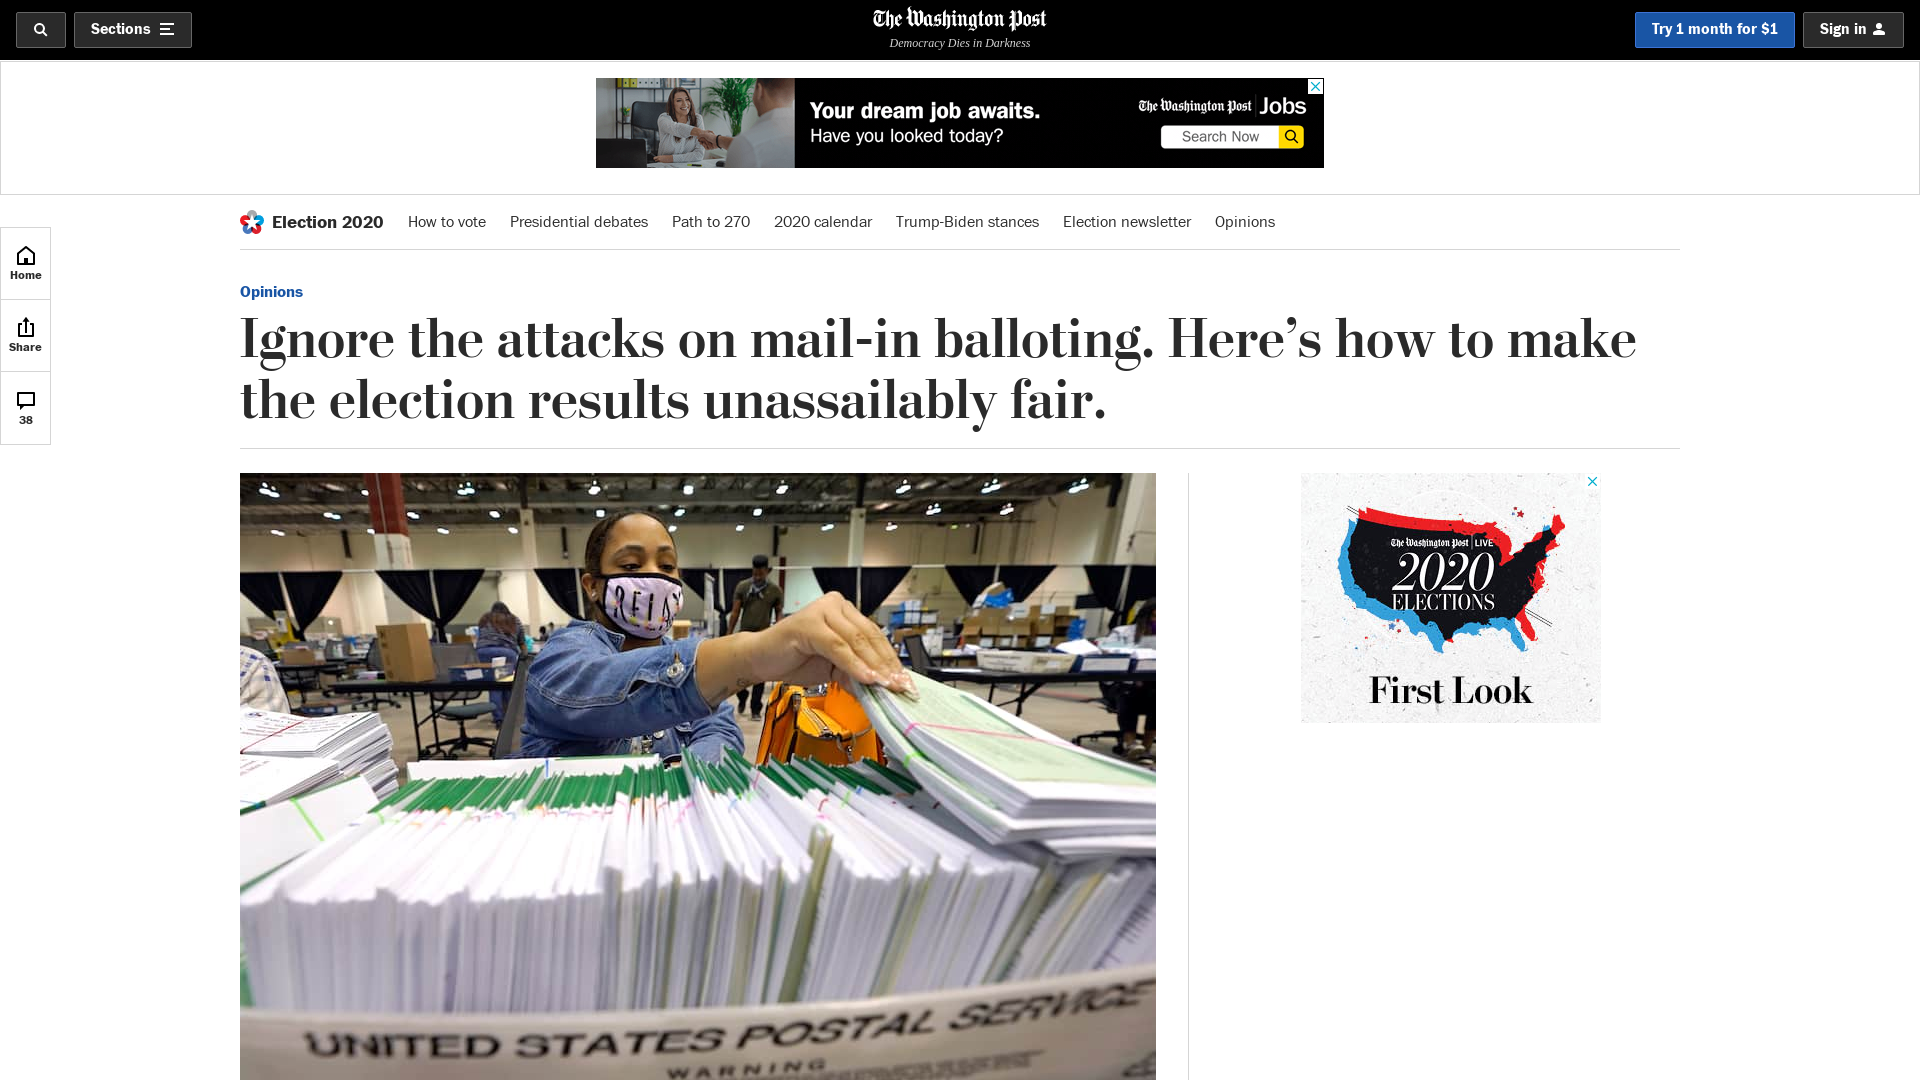 Sections
The Washington Post
Democracy Dies in Darkness
Try 1 month for $1
Sign in
Your dream job awaits.
Have you looked today?
The Washington Post Jobs
Search Now
Election 2020
How to vote
Presidential debates
Path to 270
2020 calendar
Trump-Biden stances
Election newsletter
Opinions
Home
Share
38
Opinions
Ignore the attacks on mail-in balloting. Here’s how to make
the election results unassailably fair.
RELAX
The Washington Post LIVE
2020
ELECTIONS
First Look
UNITED STATES POSTAL SERVICE
WARNING